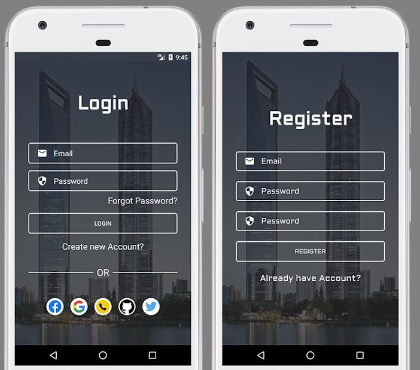 9:45
Login
Email
Password
Forgot Password?
LOGIN
Create new Account?
OR
Register
Email
Password
Password
REGISTER
Already have Account?